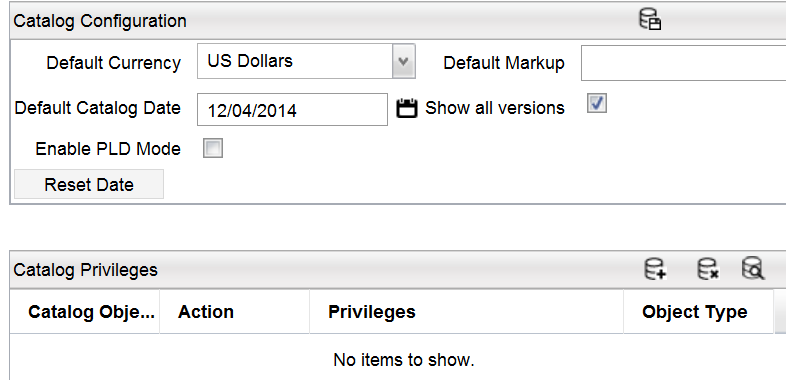 Catalog Configuration
Default Currency US Dollars Default Markup
Default Catalog Date 12/04/2014 Show all versions
Enable PLD Mode
Reset Date
Catalog Privileges
Catalog Obje... Action Privileges Object Type
No items to show.